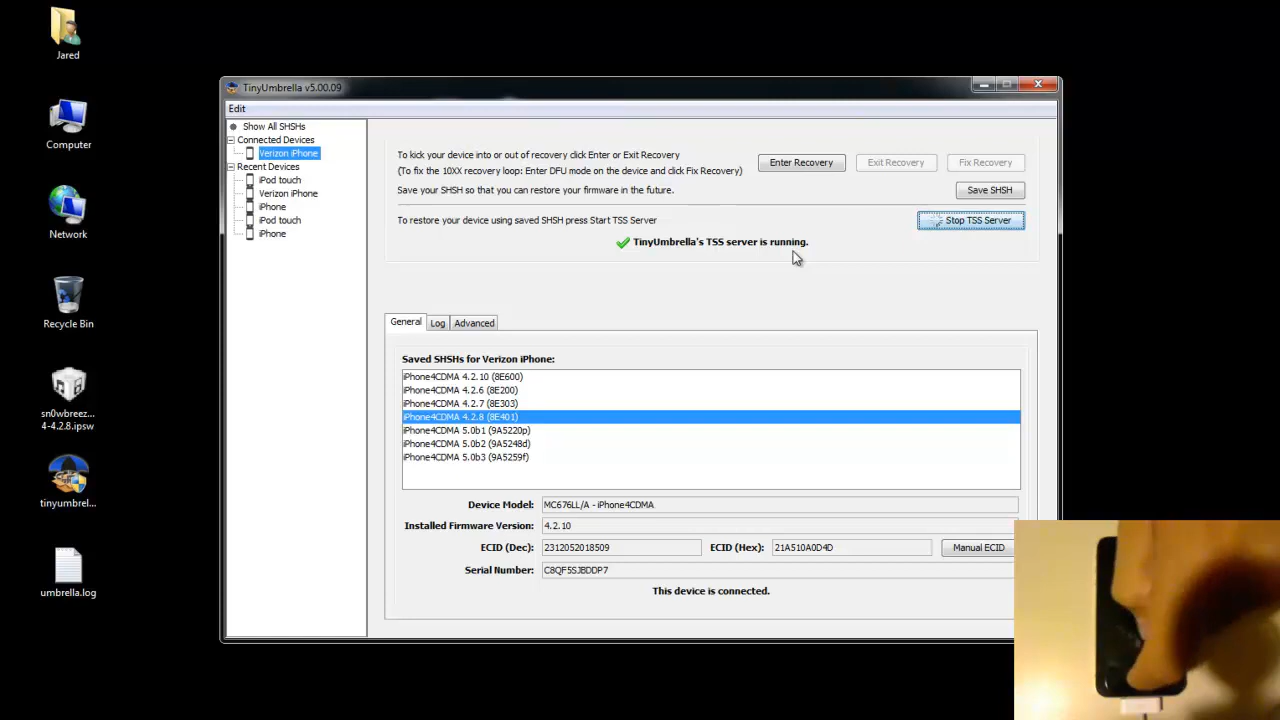 Jared
Computer
Network
Recycle Bin
sn0wbreez...
4-4.2.8.ipsw
tinyumbrel...
umbrella.log
TinyUmbrella v5.00.09
Edit
Show All SHSHs
Connected Devices
Verizon iPhone
Recent Devices
iPod touch
Verizon iPhone
iPhone
iPod touch
iPhone
To kick your device into or out of recovery click Enter or Exit Recovery
(To fix the 10XX recovery loop: Enter DFU mode on the device and click Fix Recovery)
Enter Recovery
Exit Recovery
Fix Recovery
Save your SHSH so that you can restore your firmware in the future.
Save SHSH
To restore your device using saved SHSH press Start TSS Server
Stop TSS Server
TinyUmbrella's TSS server is running.
General
Log
Advanced
Saved SHSHs for Verizon iPhone:
iPhone4CDMA 4.2.10 (8E600)
iPhone4CDMA 4.2.6 (8E200)
iPhone4CDMA 4.2.7 (8E303)
iPhone4CDMA 4.2.8 (8E401)
iPhone4CDMA 5.0b1 (9A5220p)
iPhone4CDMA 5.0b2 (9A5248d)
iPhone4CDMA 5.0b3 (9A5259f)
Device Model: MC676LL/A - iPhone4CDMA
Installed Firmware Version: 4.2.10
ECID (Dec): 2312052018509
ECID (Hex): 21A510A0D4D
Manual ECID
Serial Number: C8QF5SJBDDP7
This device is connected.